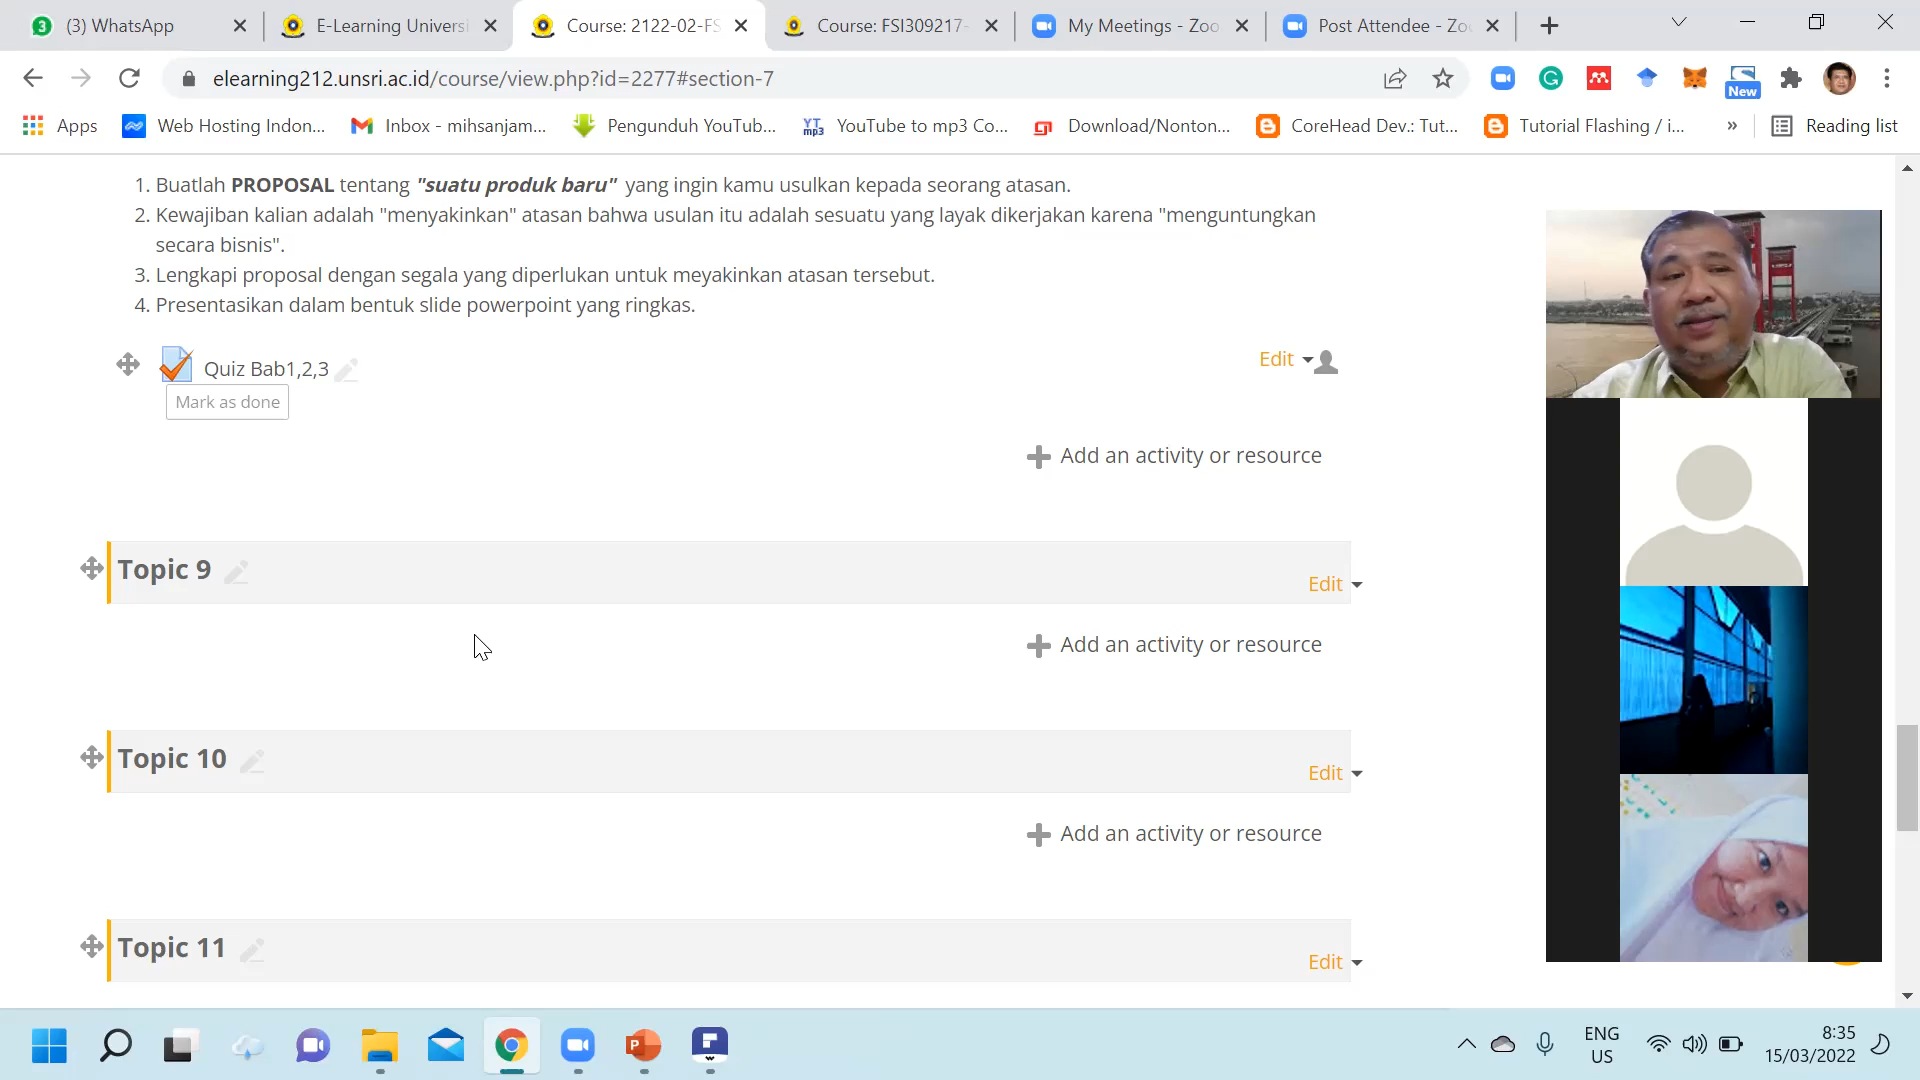 (3) WhatsApp
E-Learning Universi
Course: 2122-02-FS
Course: FSI309217-
My Meetings - Zoo
Post Attendee - Zo
elearning212.unsri.ac.id/course/view.php?id=2277#section-7
New
Apps
Web Hosting Indon...
Inbox - mihsanjam...
Pengunduh YouTub...
YT mp3
YouTube to mp3 Co...
Download/Nonton...
CoreHead Dev.: Tut...
Tutorial Flashing / i...
»
Reading list
1. Buatlah PROPOSAL tentang "suatu produk baru" yang ingin kamu usulkan kepada seorang atasan.
2. Kewajiban kalian adalah "menyakinkan" atasan bahwa usulan itu adalah sesuatu yang layak dikerjakan karena "menguntungkan
secara bisnis".
3. Lengkapi proposal dengan segala yang diperlukan untuk meyakinkan atasan tersebut.
4. Presentasikan dalam bentuk slide powerpoint yang ringkas.
Quiz Bab1,2,3
Edit
Mark as done
Add an activity or resource
Topic 9
Edit
Add an activity or resource
Topic 10
Edit
Add an activity or resource
Topic 11
Edit
ENG
US
8:35
15/03/2022